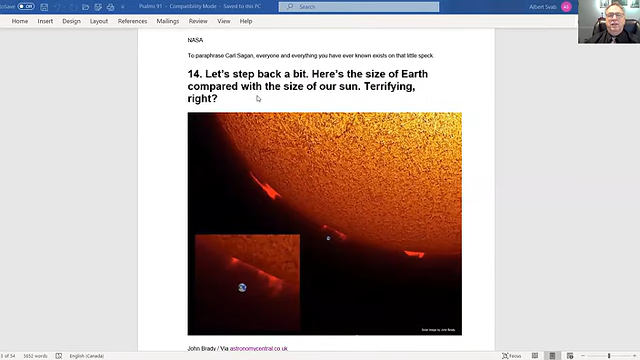 AutoSave Off
Psalms 91 - Compatibility Mode - Saved to this PC
Search
Albert Svab
AS
Home Insert Design Layout References Mailings Review View Help
NASA
To paraphrase Carl Sagan, everyone and everything you have ever known exists on that little speck.
14. Let's step back a bit. Here's the size of Earth
compared with the size of our sun. Terrifying,
right?
John Brady / Via astronomycentral.co.uk
of 54 3852 words English (Canada)
Focus